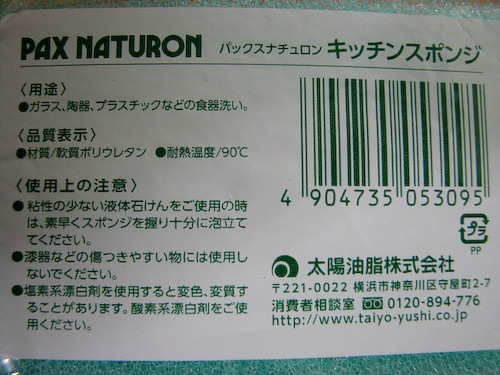 PAX NATURON パックスナチュロン キッチンスポンジ
〈用途〉
●ガラス、陶器、プラスチックなどの食器洗い。
〈品質表示〉
●材質/軟質ポリウレタン ●耐熱温度/90℃
〈使用上の注意〉
●粘性の少ない液体石けんをご使用の時
は、素早くスポンジを握り十分に泡立て
てください。
●漆器などの傷つきやすい物には使用し
ないでください。
●塩素系漂白剤を使用すると変色、変質す
ることがあります。酸素系漂白剤をご使
用ください。
4 904735 053095
プラ
PP
太陽油脂株式会社
〒221-0022 横浜市神奈川区守屋町2-7
消費者相談室 0120-894-776
http://www.taiyo-yushi.co.jp